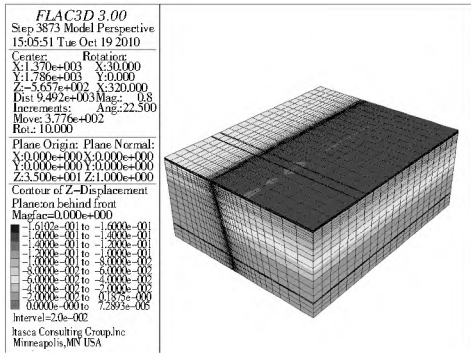 FLAC3D 3.00
Step 3873 Model Perspective
15:05:51 Tue Oct 19 2010
Center: Rotation:
X:1.370e+003 X:30.000
Y:1.786e+003 Y:0.000
Z:-5.657e+002 X:320.000
Dist 9.492e+003 Mag.: 0.8
Increments: Ang.:22.500
Move: 3.776e+002
Rot.: 10.000
Plane Origin: Plane Normal:
X:0.000e+000 X:0.000e+000
Y:0.000e+000 Y:0.000e+000
Z:3.500e+001 Z:1.000e+000
Contour of Z-Displacement
Plane:on behind front
Magfac=0.000e+000
-1.6102e-001 to -1.6000e-001
-1.6000e-001 to -1.4000e-001
-1.4000e-001 to -1.2000e-001
-1.2000e-001 to -1.0000e-001
-1.0000e-001 to -8.0000e-002
-8.0000e-002 to -6.0000e-002
-6.0000e-002 to -4.0000e-002
-4.0000e-002 to -2.0000e-002
-2.0000e-002 to 0.1875e-000
0.0000e-000 to 7.2893e-005
Interval=2.0e-002
Itasca Consulting Group.Inc
Minneapolis,MN USA